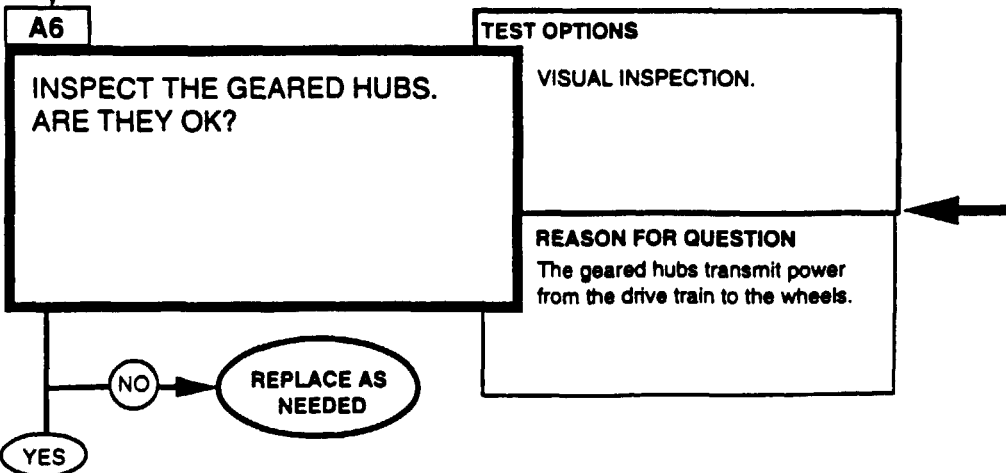 A6
INSPECT THE GEARED HUBS.
ARE THEY OK?
TEST OPTIONS
VISUAL INSPECTION.
REASON FOR QUESTION
The geared hubs transmit power
from the drive train to the wheels.
NO
REPLACE AS
NEEDED
YES